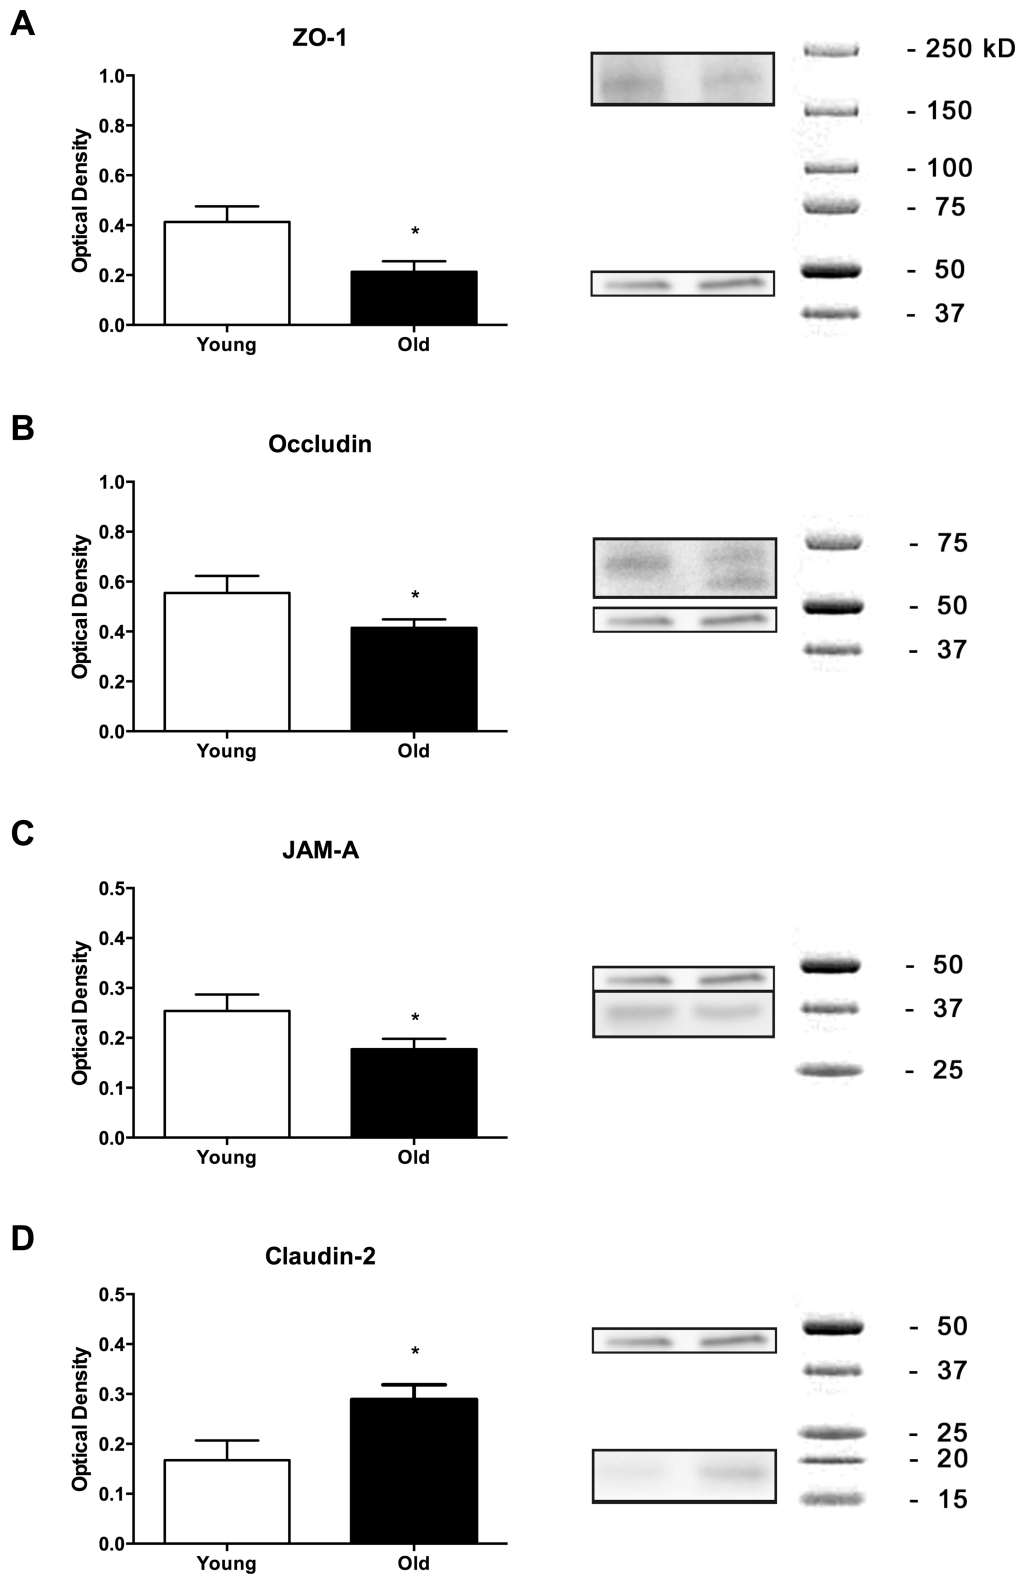 A
ZO-1
Optical Density
1.0
0.8
0.6
0.4
0.2
0.0
*
Young
Old
- 250 kD
- 150
- 100
- 75
- 50
- 37
B
Occludin
Optical Density
1.0
0.8
0.6
0.4
0.2
0.0
*
Young
Old
- 75
- 50
- 37
C
JAM-A
Optical Density
0.5
0.4
0.3
0.2
0.1
0.0
*
Young
Old
- 50
- 37
- 25
D
Claudin-2
Optical Density
0.5
0.4
0.3
0.2
0.1
0.0
*
Young
Old
- 50
- 37
- 25
- 20
- 15